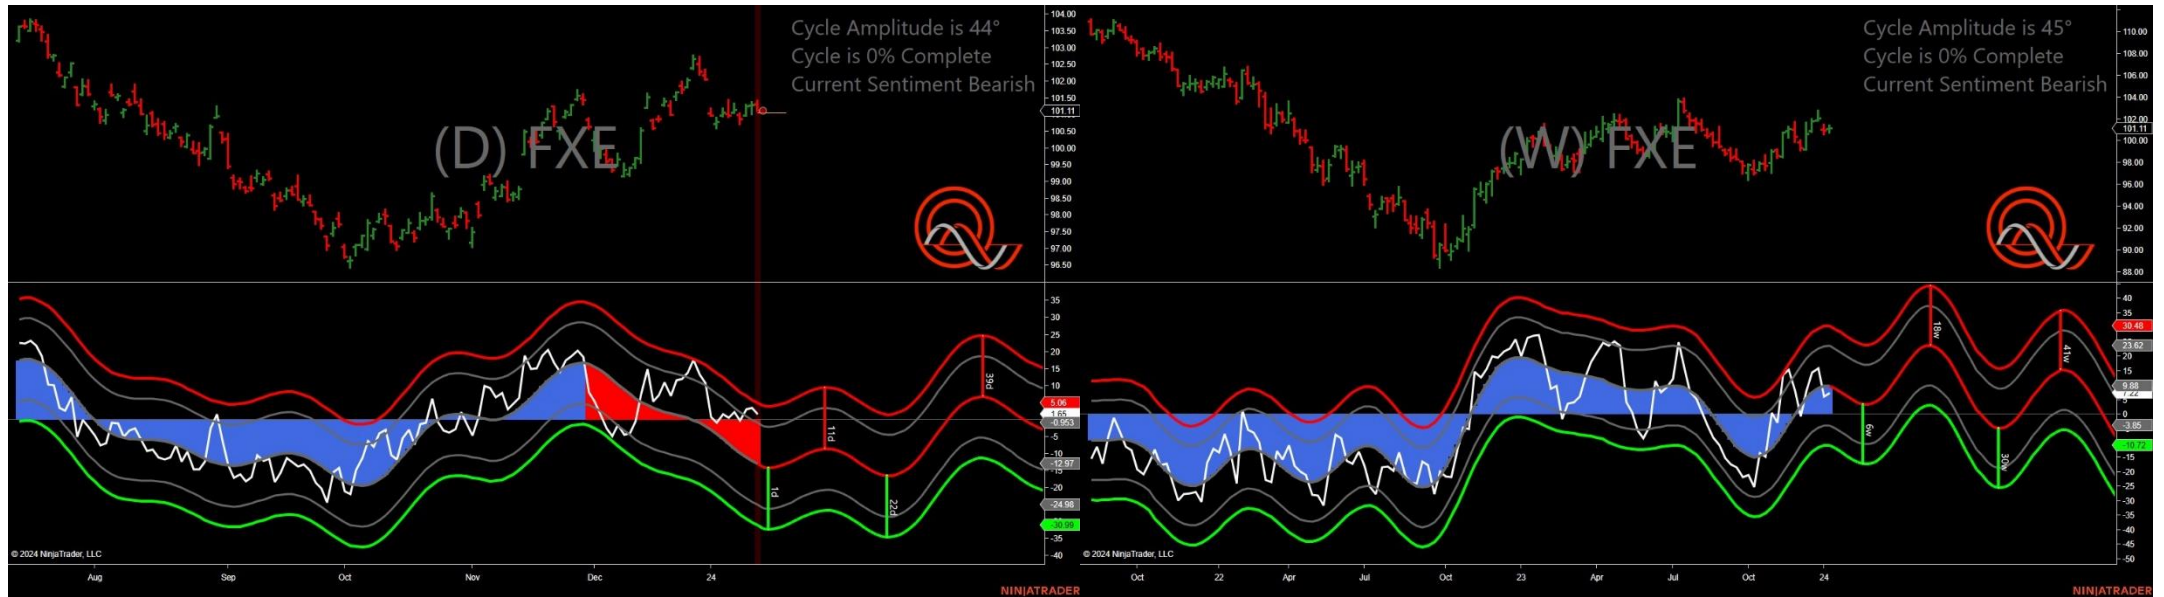 Cycle Amplitude is 44°
Cycle is 0% Complete
Current Sentiment Bearish
(D) FXE
104.00
103.50
103.00
102.50
102.00
101.50
101.11
100.50
100.00
99.50
99.00
98.50
98.00
97.50
97.00
96.50
35
30
25
20
15
10
5.06
1.65
-0.953
-5
-10
-12.97
-15
-20
-24.98
-30.99
-35
-40
11d
39d
1d
22d
© 2024 NinjaTrader, LLC
Aug
Sep
Oct
Nov
Dec
24
NINJATRADER
Cycle Amplitude is 45°
Cycle is 0% Complete
Current Sentiment Bearish
(W) FXE
110.00
108.00
106.00
104.00
102.00
101.11
100.00
98.00
96.00
94.00
92.00
90.00
88.00
40
35
30.48
23.62
20
15
9.88
7.22
5
0
-3.85
-10.72
-15
-20
-25
-30
-35
-40
-45
-50
18w
41w
6w
30w
© 2024 NinjaTrader, LLC
Oct
22
Apr
Jul
Oct
23
Apr
Jul
Oct
24
NINJATRADER